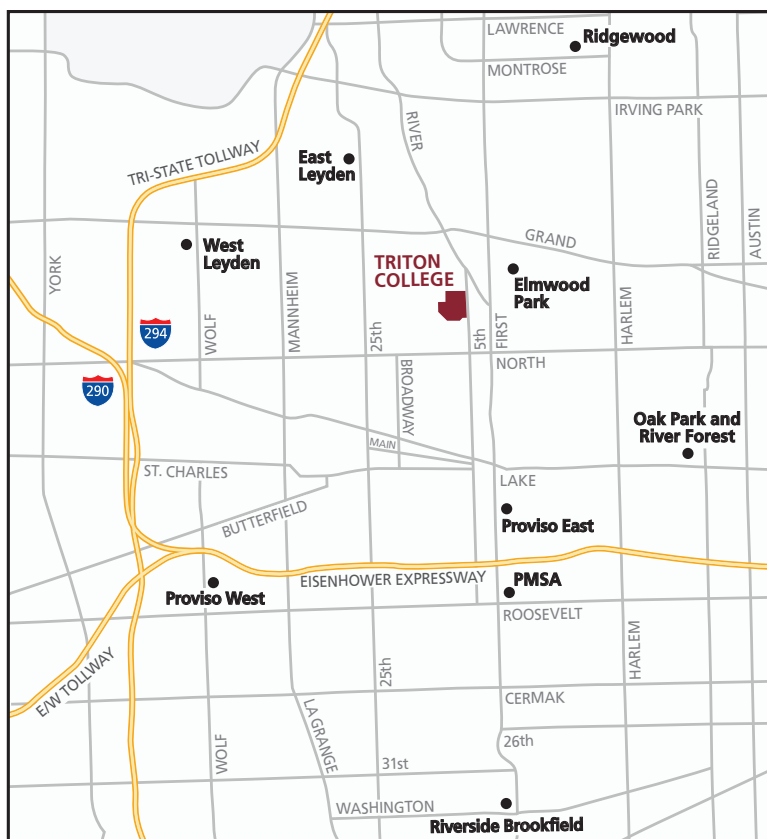 LAWRENCE
Ridgewood
MONTROSE
IRVING PARK
RIVER
TRI-STATE TOLLWAY
East
Leyden
RIDGELAND
AUSTIN
GRAND
West
Leyden
TRITON
COLLEGE
Elmwood
Park
YORK
WOLF
MANNHEIM
25th
5th
FIRST
HARLEM
294
NORTH
290
BROADWAY
Oak Park and
River Forest
MAIN
ST. CHARLES
LAKE
BUTTERFIELD
Proviso East
EISENHOWER EXPRESSWAY
PMSA
Proviso West
ROOSEVELT
HARLEM
25th
E/W TOLLWAY
CERMAK
LA GRANGE
WOLF
26th
31st
WASHINGTON
Riverside Brookfield